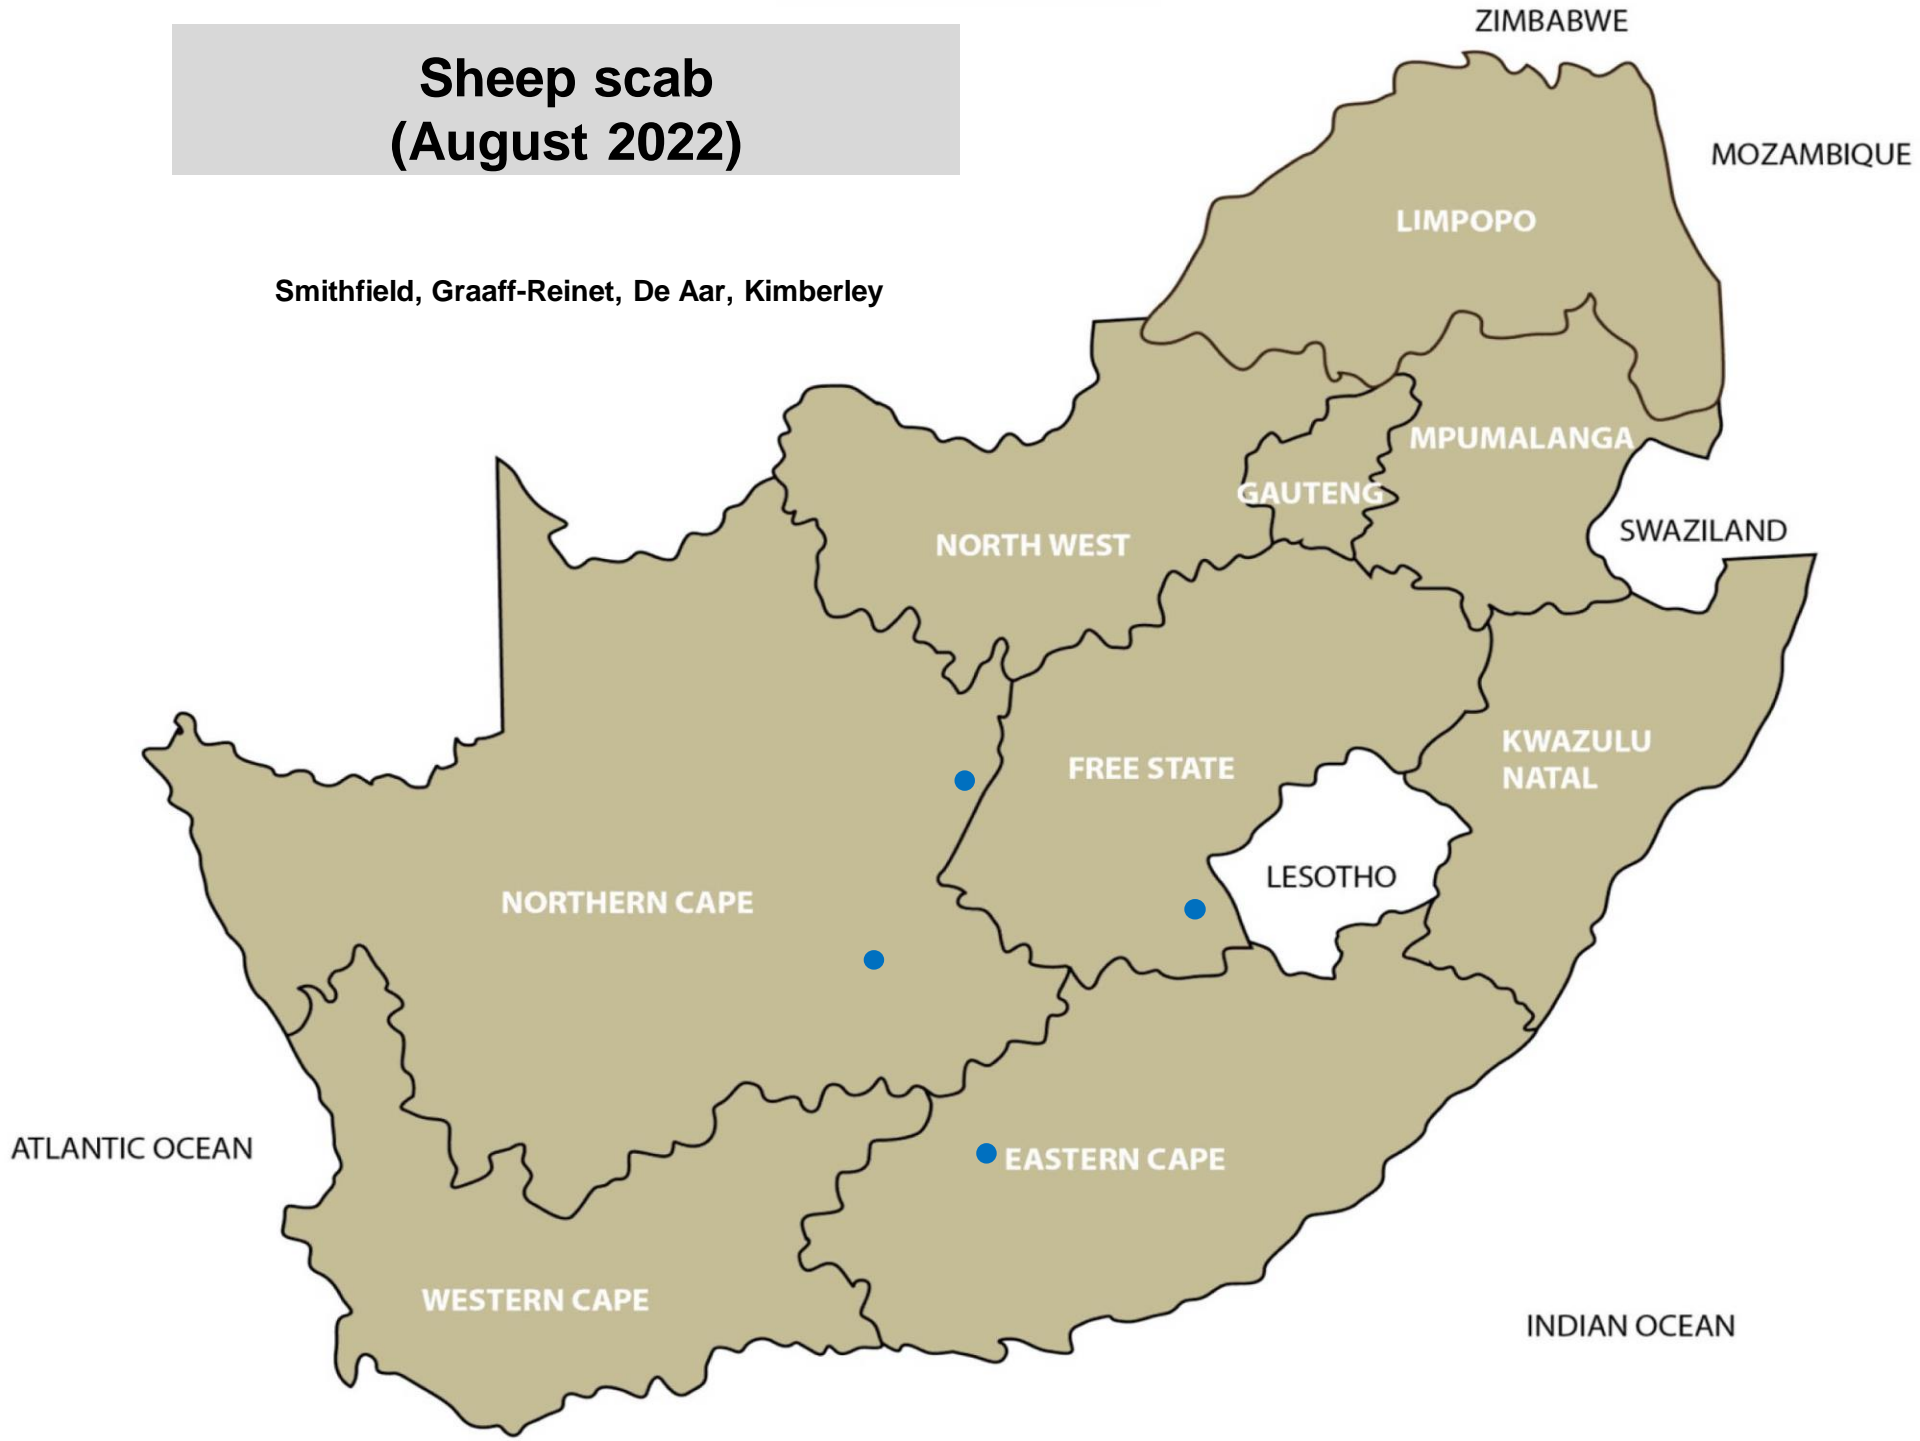 Sheep scab
(August 2022)
Smithfield, Graaff-Reinet, De Aar, Kimberley
ZIMBABWE
MOZAMBIQUE
LIMPOPO
MPUMALANGA
GAUTENG
SWAZILAND
NORTH WEST
KWAZULU
NATAL
FREE STATE
LESOTHO
NORTHERN CAPE
ATLANTIC OCEAN
EASTERN CAPE
WESTERN CAPE
INDIAN OCEAN